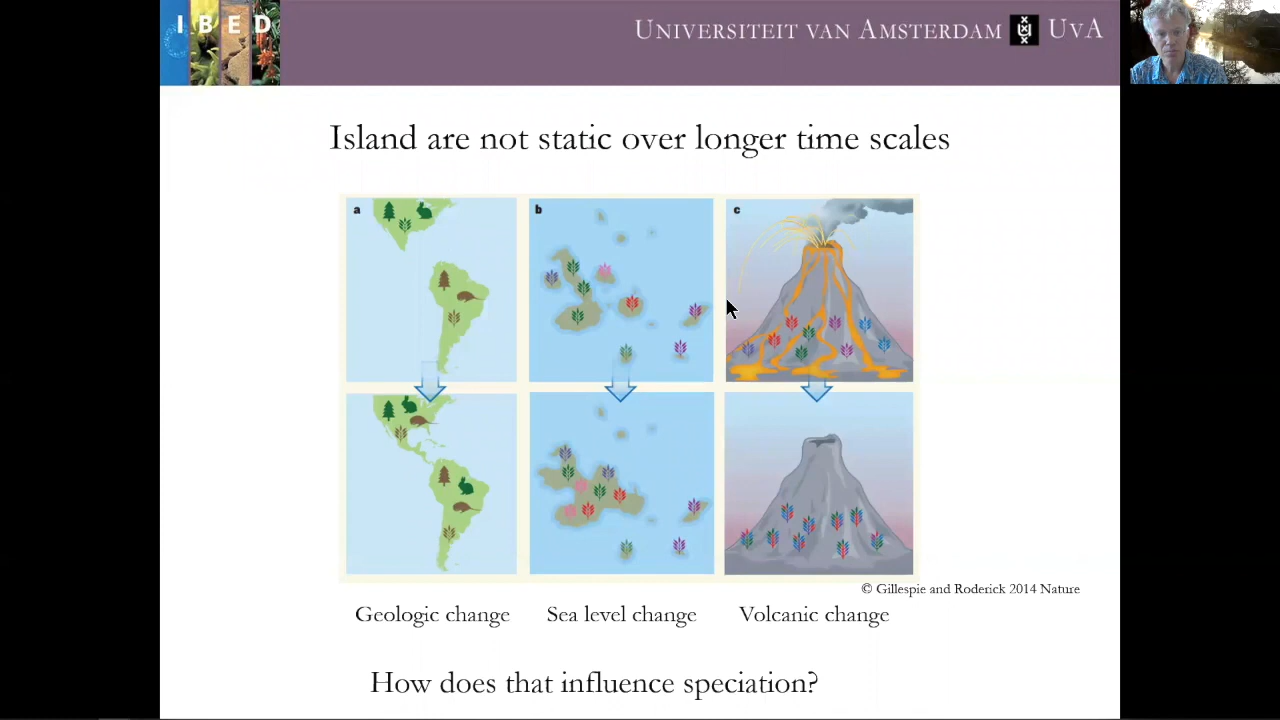 IBED
UNIVERSITEIT VAN AMSTERDAM UvA
Island are not static over longer time scales
a
b
c
© Gillespie and Roderick 2014 Nature
Geologic change
Sea level change
Volcanic change
How does that influence speciation?